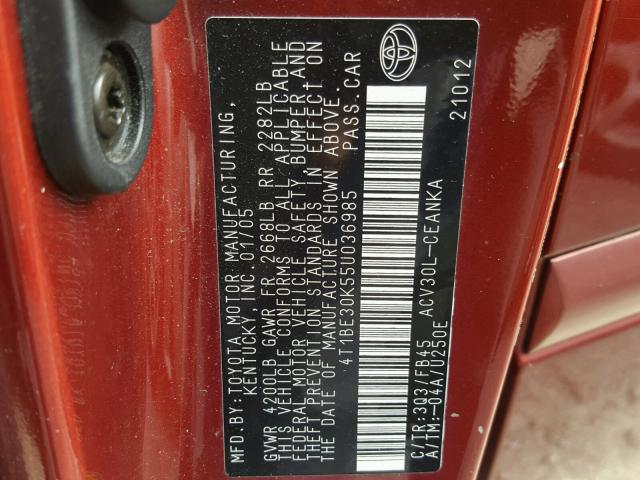 MFD.BY:TOYOTA MOTOR MANUFACTURING,
KENTUCKY, INC. 01/05
GVWR 4200LB GAWR FR 2668LB RR 2282LB
THIS VEHICLE CONFORMS TO ALL APPLICABLE
FEDERAL MOTOR VEHICLE SAFETY, BUMPER, AND
THEFT PREVENTION STANDARDS IN EFFECT ON
THE DATE OF MANUFACTURE SHOWN ABOVE.
4T1BE30K55U036985 PASS.CAR
C/TR:3Q3/FB45 ACV30L-CEANKA
A/TM:-04A/U250E 21012